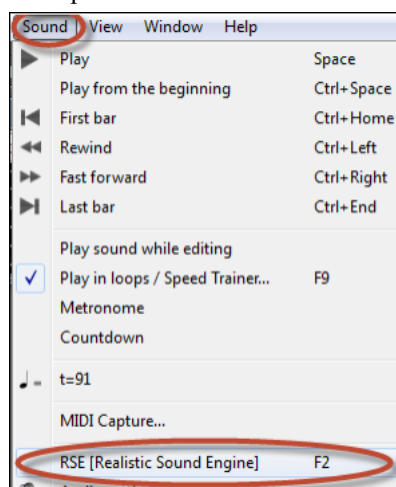 Sound View Window Help
Play Space
Play from the beginning Ctrl+Space
First bar Ctrl+Home
Rewind Ctrl+Left
Fast forward Ctrl+Right
Last bar Ctrl+End
Play sound while editing
Play in loops / Speed Trainer... F9
Metronome
Countdown
t=91
MIDI Capture...
RSE [Realistic Sound Engine] F2